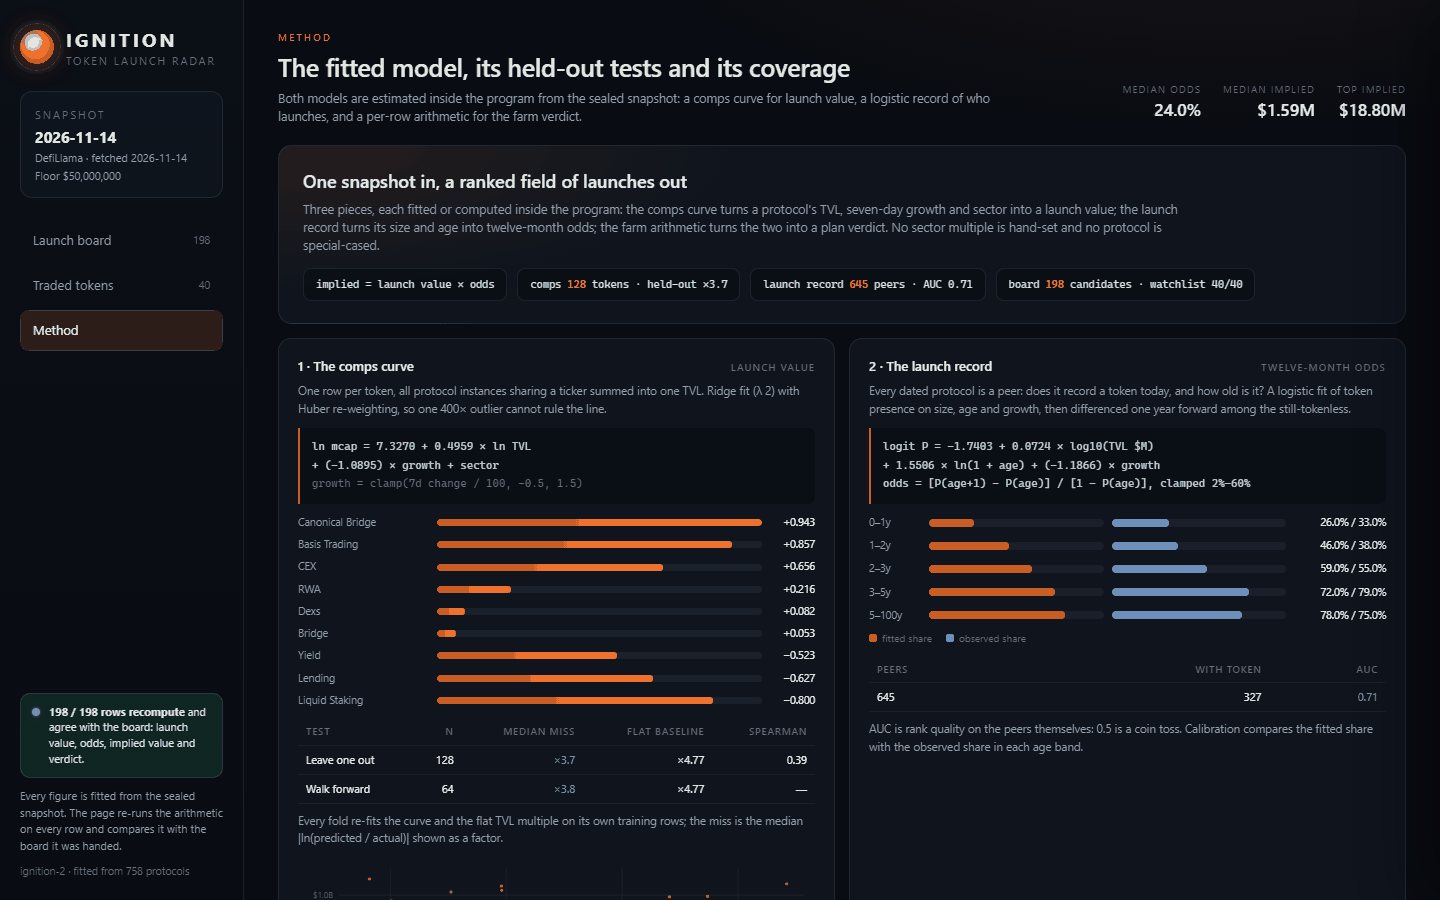 IGNITION
TOKEN LAUNCH RADAR
SNAPSHOT
2026-11-14
DefiLlama · fetched 2026-11-14
Floor $50,000,000
Launch board 198
Traded tokens 40
Method
198 / 198 rows recompute and
agree with the board: launch
value, odds, implied value and
verdict.
Every figure is fitted from the sealed
snapshot. The page re-runs the arithmetic
on every row and compares it with the
board it was handed.
ignition-2 · fitted from 758 protocols
METHOD
The fitted model, its held-out tests and its coverage
Both models are estimated inside the program from the sealed snapshot: a comps curve for launch value, a logistic record of who
launches, and a per-row arithmetic for the farm verdict.
MEDIAN ODDS MEDIAN IMPLIED TOP IMPLIED
24.0% $1.59M $18.80M
One snapshot in, a ranked field of launches out
Three pieces, each fitted or computed inside the program: the comps curve turns a protocol's TVL, seven-day growth and sector into a launch value; the launch
record turns its size and age into twelve-month odds; the farm arithmetic turns the two into a plan verdict. No sector multiple is hand-set and no protocol is
special-cased.
implied = launch value × odds
comps 128 tokens · held-out ×3.7
launch record 645 peers · AUC 0.71
board 198 candidates · watchlist 40/40
1 · The comps curve LAUNCH VALUE
One row per token, all protocol instances sharing a ticker summed into one TVL. Ridge fit (λ 2) with
Huber re-weighting, so one 400× outlier cannot rule the line.
ln mcap = 7.3270 + 0.4959 × ln TVL
+ (−1.0895) × growth + sector
growth = clamp(7d change / 100, −0.5, 1.5)
Canonical Bridge +0.943
Basis Trading +0.857
CEX +0.656
RWA +0.216
Dexs +0.082
Bridge +0.053
Yield −0.523
Lending −0.627
Liquid Staking −0.800
TEST N MEDIAN MISS FLAT BASELINE SPEARMAN
Leave one out 128 ×3.7 ×4.77 0.39
Walk forward 64 ×3.8 ×4.77 —
Every fold re-fits the curve and the flat TVL multiple on its own training rows; the miss is the median
|ln(predicted / actual)| shown as a factor.
$1.0B
2 · The launch record TWELVE-MONTH ODDS
Every dated protocol is a peer: does it record a token today, and how old is it? A logistic fit of token
presence on size, age and growth, then differenced one year forward among the still-tokenless.
logit P = −1.7403 + 0.0724 × log10(TVL $M)
+ 1.5506 × ln(1 + age) + (−1.1866) × growth
odds = [P(age+1) − P(age)] / [1 − P(age)], clamped 2%–60%
0–1y 26.0% / 33.0%
1–2y 46.0% / 38.0%
2–3y 59.0% / 55.0%
3–5y 72.0% / 79.0%
5–100y 78.0% / 75.0%
fitted share observed share
PEERS WITH TOKEN AUC
645 327 0.71
AUC is rank quality on the peers themselves: 0.5 is a coin toss. Calibration compares the fitted share
with the observed share in each age band.